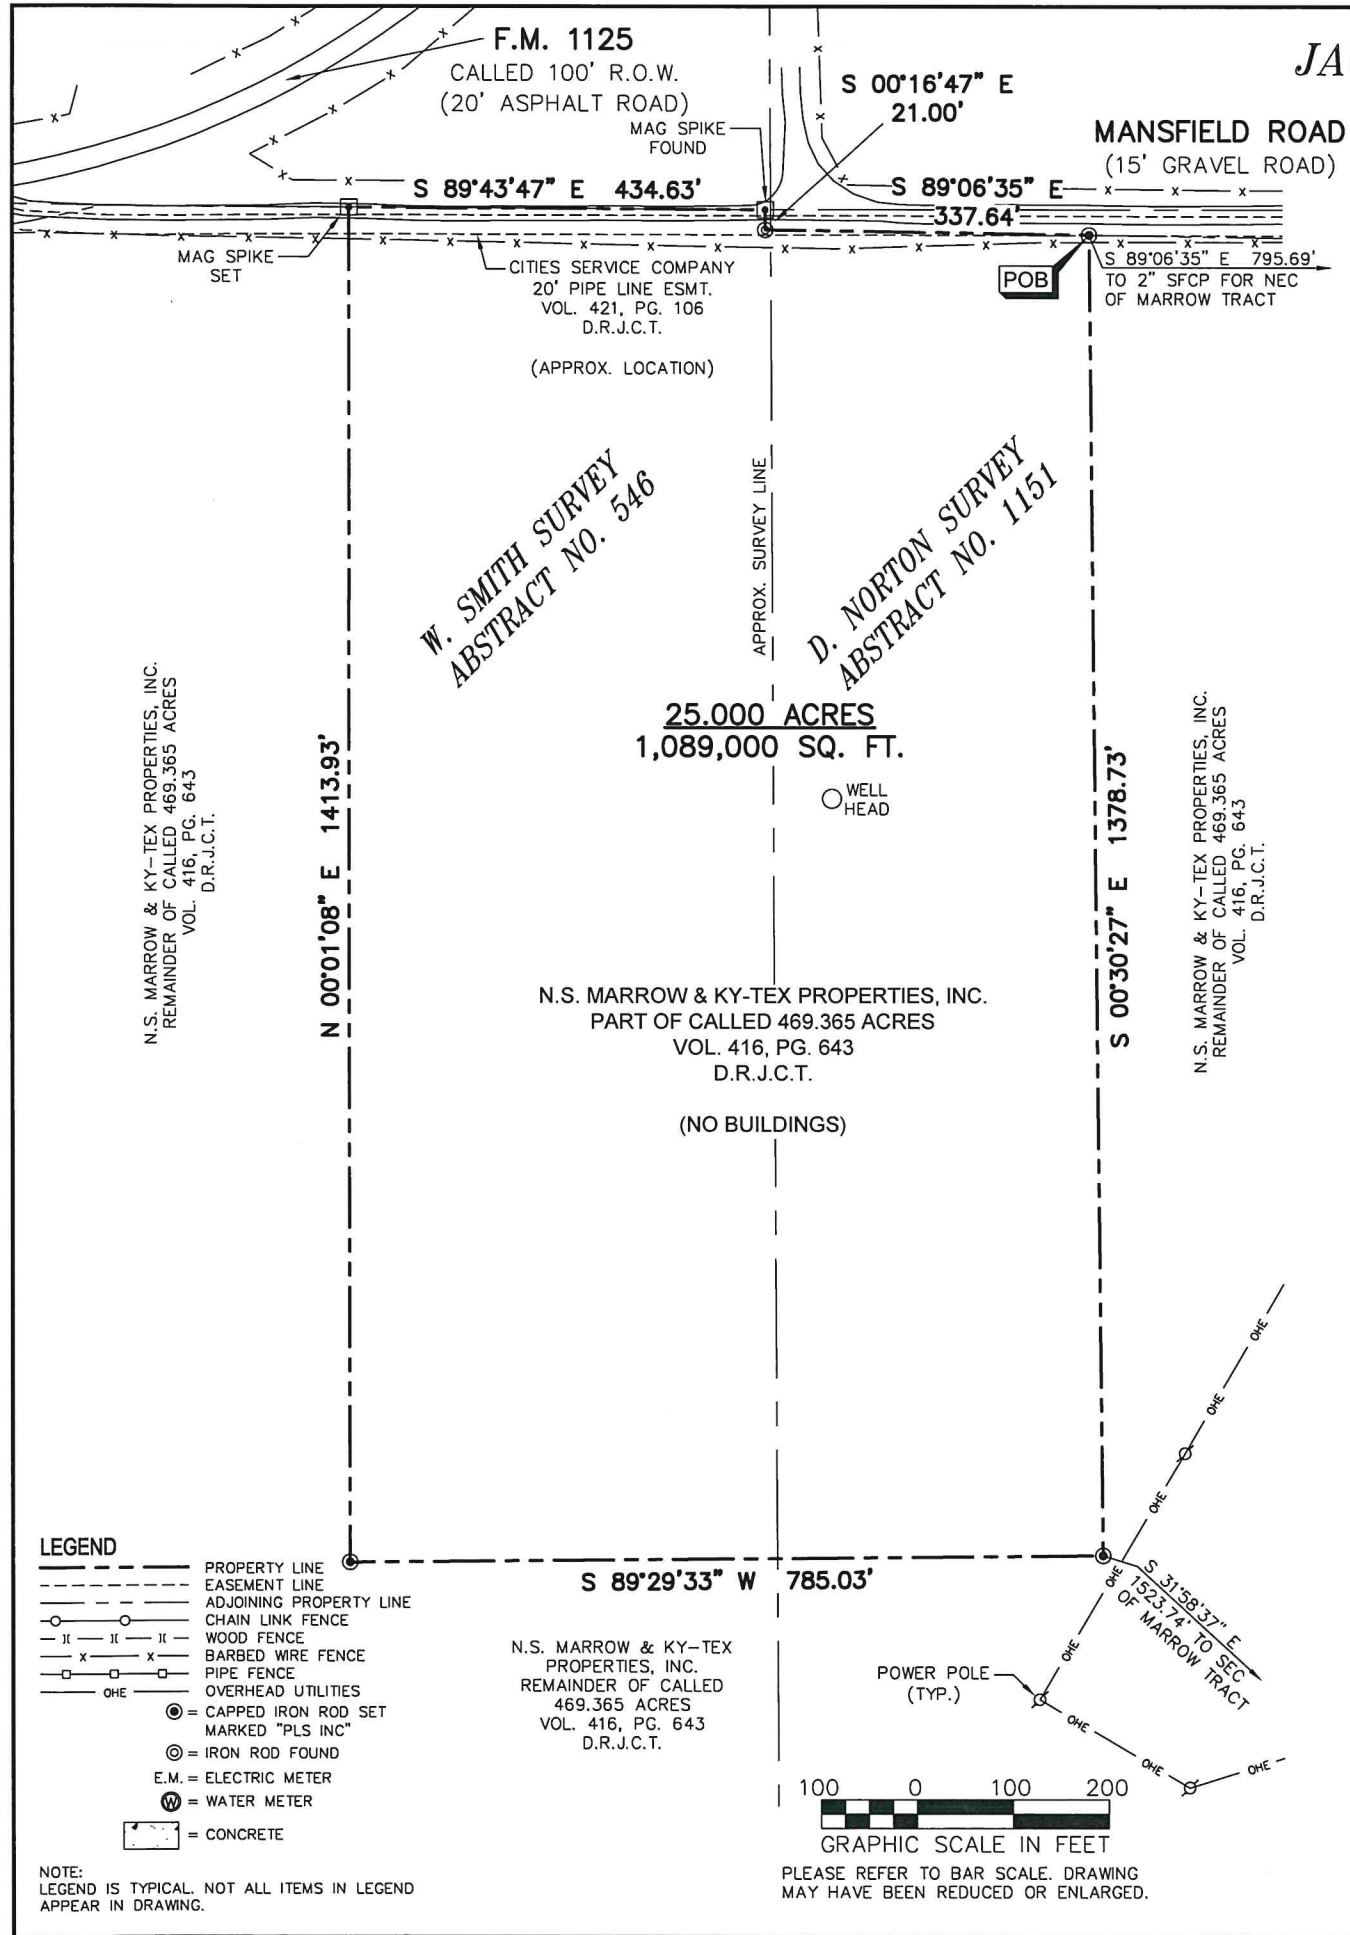 F.M. 1125
CALLED 100' R.O.W.
(20' ASPHALT ROAD)
JA
S 00°16'47" E
21.00'
MAG SPIKE
FOUND
MANSFIELD ROAD
(15' GRAVEL ROAD)
S 89°43'47" E 434.63'
S 89°06'35" E
337.64'
MAG SPIKE
SET
CITIES SERVICE COMPANY
20' PIPE LINE ESMT.
VOL. 421, PG. 106
D.R.J.C.T.
(APPROX. LOCATION)
POB
S 89°06'35" E 795.69'
TO 2" SFCP FOR NEC
OF MARROW TRACT
W. SMITH SURVEY
ABSTRACT NO. 546
APPROX. SURVEY LINE
D. NORTON SURVEY
ABSTRACT NO. 1151
25.000 ACRES
1,089,000 SQ. FT.
WELL
HEAD
N.S. MARROW & KY-TEX PROPERTIES, INC.
REMAINDER OF CALLED 469.365 ACRES
VOL. 416, PG. 643
D.R.J.C.T.
N 00°01'08" E 1413.93'
S 00°30'27" E 1378.73'
N.S. MARROW & KY-TEX PROPERTIES, INC.
REMAINDER OF CALLED 469.365 ACRES
VOL. 416, PG. 643
D.R.J.C.T.
N.S. MARROW & KY-TEX PROPERTIES, INC.
PART OF CALLED 469.365 ACRES
VOL. 416, PG. 643
D.R.J.C.T.
(NO BUILDINGS)
OHE
OHE
OHE
OHE
OHE
OHE
OHE
OHE
S 89°29'33" W 785.03'
S 31°58'37" E
1523.74' TO SEC
OF MARROW TRACT
N.S. MARROW & KY-TEX
PROPERTIES, INC.
REMAINDER OF CALLED
469.365 ACRES
VOL. 416, PG. 643
D.R.J.C.T.
POWER POLE
(TYP.)
LEGEND
PROPERTY LINE
EASEMENT LINE
ADJOINING PROPERTY LINE
CHAIN LINK FENCE
WOOD FENCE
BARBED WIRE FENCE
PIPE FENCE
OHE OVERHEAD UTILITIES
= CAPPED IRON ROD SET
MARKED "PLS INC"
= IRON ROD FOUND
E.M. = ELECTRIC METER
W = WATER METER
= CONCRETE
NOTE:
LEGEND IS TYPICAL. NOT ALL ITEMS IN LEGEND
APPEAR IN DRAWING.
100 0 100 200
GRAPHIC SCALE IN FEET
PLEASE REFER TO BAR SCALE. DRAWING
MAY HAVE BEEN REDUCED OR ENLARGED.